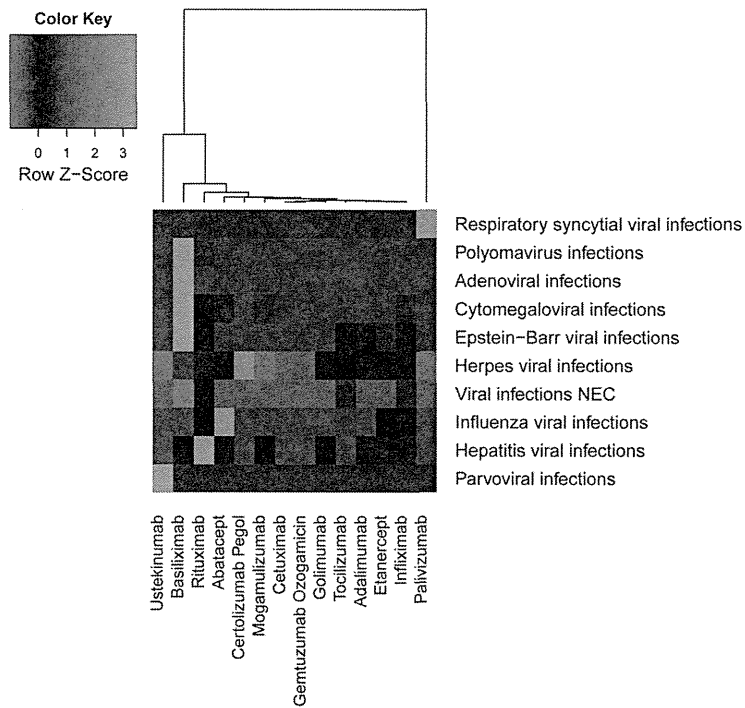 Color Key
0 1 2 3
Row Z-Score
Respiratory syncytial viral infections
Polyomavirus infections
Adenoviral infections
Cytomegaloviral infections
Epstein-Barr viral infections
Herpes viral infections
Viral infections NEC
Influenza viral infections
Hepatitis viral infections
Parvoviral infections
Ustekinumab
Basiliximab
Rituximab
Abatacept
Certolizumab Pegol
Mogamulizumab
Cetuximab
Gemtuzumab Ozogamicin
Golimumab
Tocilizumab
Adalimumab
Etanercept
Infliximab
Palivizumab